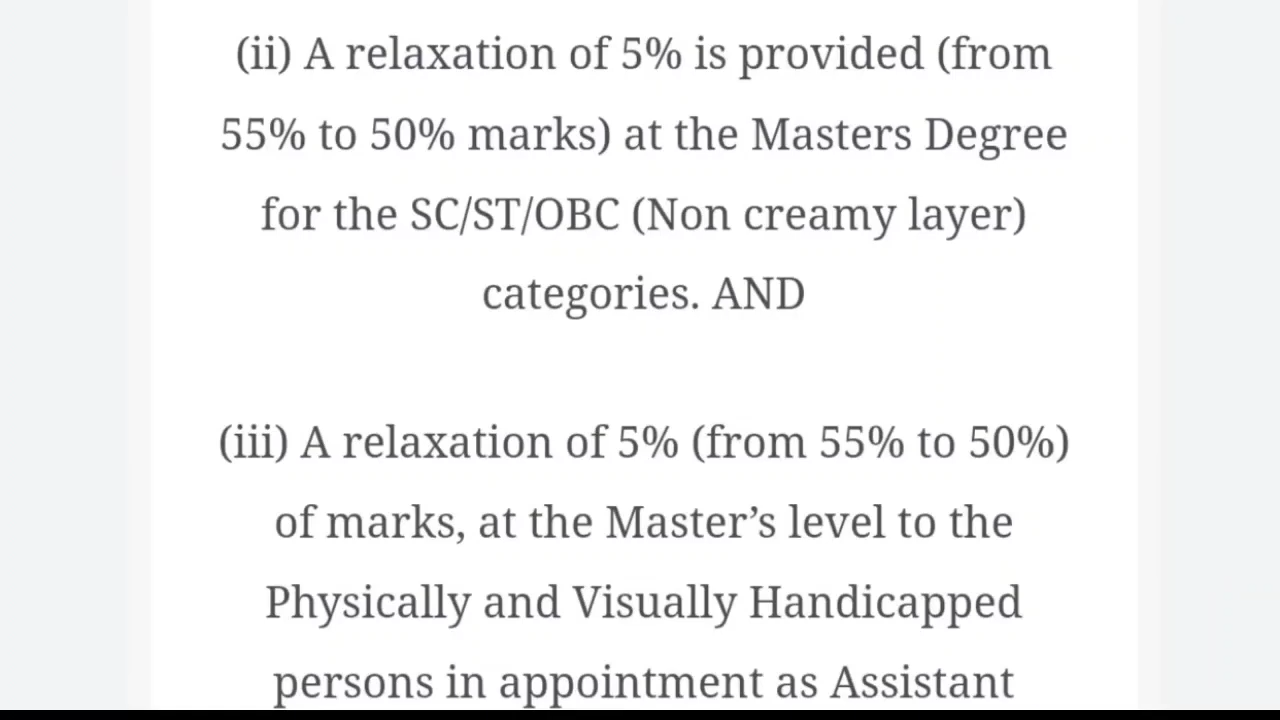 (ii) A relaxation of 5% is provided (from
55% to 50% marks) at the Masters Degree
for the SC/ST/OBC (Non creamy layer)
categories. AND
(iii) A relaxation of 5% (from 55% to 50%)
of marks, at the Master’s level to the
Physically and Visually Handicapped
persons in appointment as Assistant